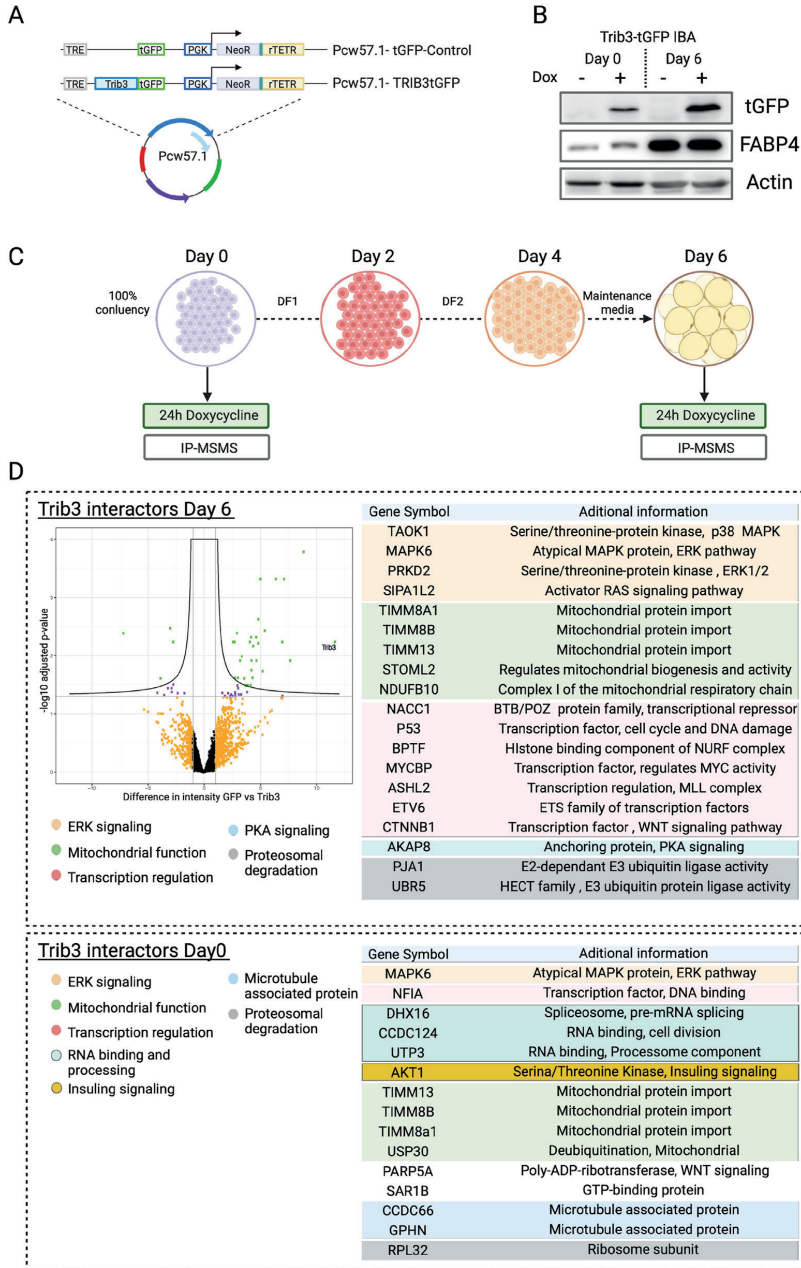 A
TRE tGFP PGK NeoR rTETR Pcw57.1- tGFP-Control
TRE Trib3 tGFP PGK NeoR rTETR Pcw57.1- TRIB3tGFP
Pcw57.1
B
Trib3-tGFP IBA
Day 0 Day 6
Dox - + - +
tGFP
FABP4
Actin
C
Day 0 Day 2 Day 4 Day 6
100%
confluency
DF1 DF2
Maintenance
media
24h Doxycycline 24h Doxycycline
IP-MSMS IP-MSMS
D
Trib3 interactors Day 6
-log10 adjusted p-value
4
3
2
1
0
Trib3
-10 -5 0 5 10
Difference in intensity GFP vs Trib3
ERK signaling
Mitochondrial function
Transcription regulation
PKA signaling
Proteosomal
degradation
Gene Symbol Aditional information
TAOK1 Serine/threonine-protein kinase, p38 MAPK
MAPK6 Atypical MAPK protein, ERK pathway
PRKD2 Serine/threonine-protein kinase , ERK1/2
SIPA1L2 Activator RAS signaling pathway
TIMM8A1 Mitochondrial protein import
TIMM8B Mitochondrial protein import
TIMM13 Mitochondrial protein import
STOML2 Regulates mitochondrial biogenesis and activity
NDUFB10 Complex I of the mitochondrial respiratory chain
NACC1 BTB/POZ protein family, transcriptional repressor
P53 Transcription factor, cell cycle and DNA damage
BPTF HIstone binding component of NURF complex
MYCBP Transcription factor, regulates MYC activity
ASHL2 Transcription regulation, MLL complex
ETV6 ETS family of transcription factors
CTNNB1 Transcription factor , WNT signaling pathway
AKAP8 Anchoring protein, PKA signaling
PJA1 E2-dependant E3 ubiquitin ligase activity
UBR5 HECT family , E3 ubiquitin protein ligase activity
Trib3 interactors Day0
ERK signaling
Mitochondrial function
Transcription regulation
RNA binding and
processing
Insuling signaling
Microtubule
associated protein
Proteosomal
degradation
Gene Symbol Aditional information
MAPK6 Atypical MAPK protein, ERK pathway
NFIA Transcription factor, DNA binding
DHX16 Spliceosome, pre-mRNA splicing
CCDC124 RNA binding, cell division
UTP3 RNA binding, Processome component
AKT1 Serina/Threonine Kinase, Insuling signaling
TIMM13 Mitochondrial protein import
TIMM8B Mitochondrial protein import
TIMM8a1 Mitochondrial protein import
USP30 Deubiquitination, Mitochondrial
PARP5A Poly-ADP-ribotransferase, WNT signaling
SAR1B GTP-binding protein
CCDC66 Microtubule associated protein
GPHN Microtubule associated protein
RPL32 Ribosome subunit